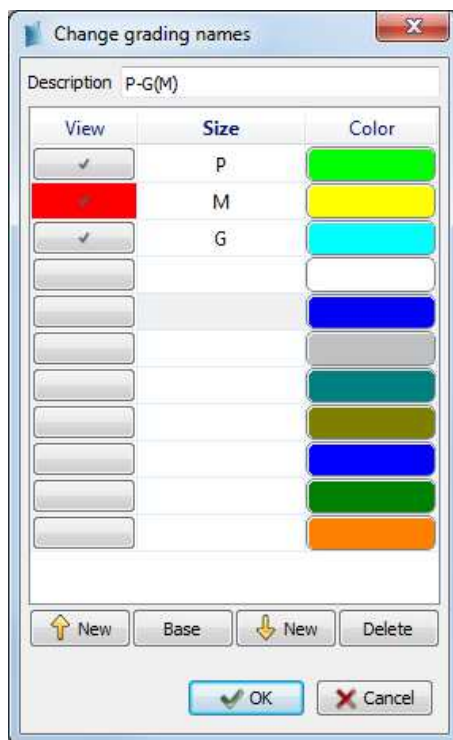 Change grading names
Description P-G(M)
View Size Color
P
M
G
New Base New Delete
OK Cancel